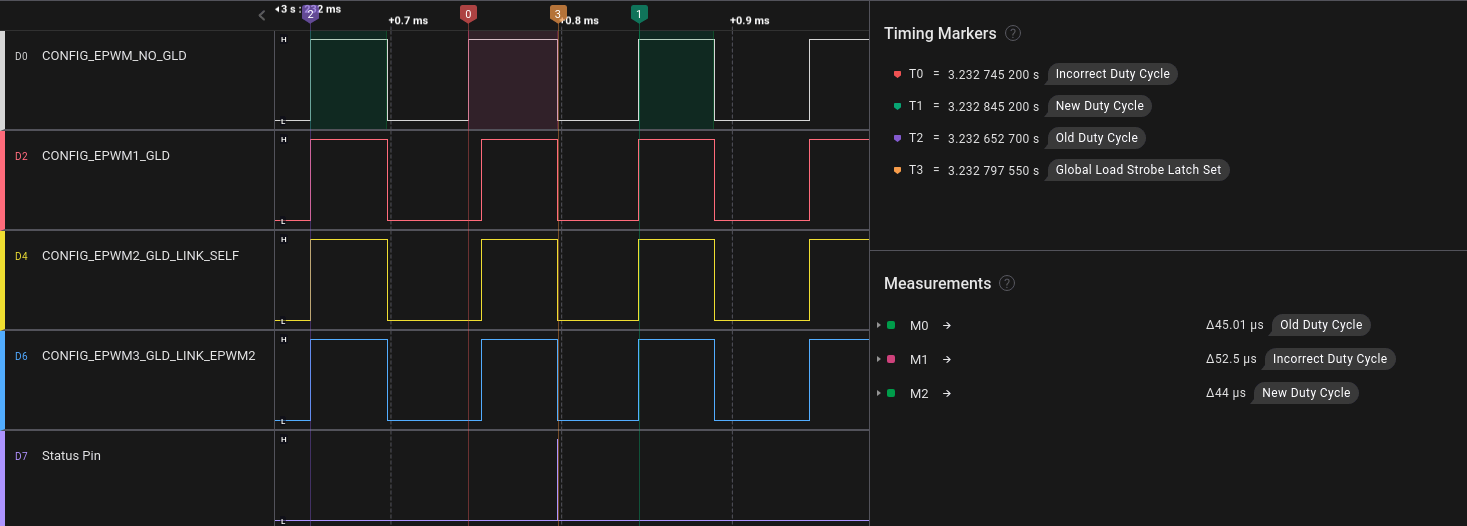 3 s : 232 ms
2
0
3
1
+0.7 ms
+0.8 ms
+0.9 ms
D0 CONFIG_EPWM_NO_GLD
H
L
D2 CONFIG_EPWM1_GLD
H
L
D4 CONFIG_EPWM2_GLD_LINK_SELF
H
L
D6 CONFIG_EPWM3_GLD_LINK_EPWM2
H
L
D7 Status Pin
H
L
Timing Markers ?
T0 = 3.232 745 200 s Incorrect Duty Cycle
T1 = 3.232 845 200 s New Duty Cycle
T2 = 3.232 652 700 s Old Duty Cycle
T3 = 3.232 797 550 s Global Load Strobe Latch Set
Measurements ?
M0 Δ45.01 μs Old Duty Cycle
M1 Δ52.5 μs Incorrect Duty Cycle
M2 Δ44 μs New Duty Cycle